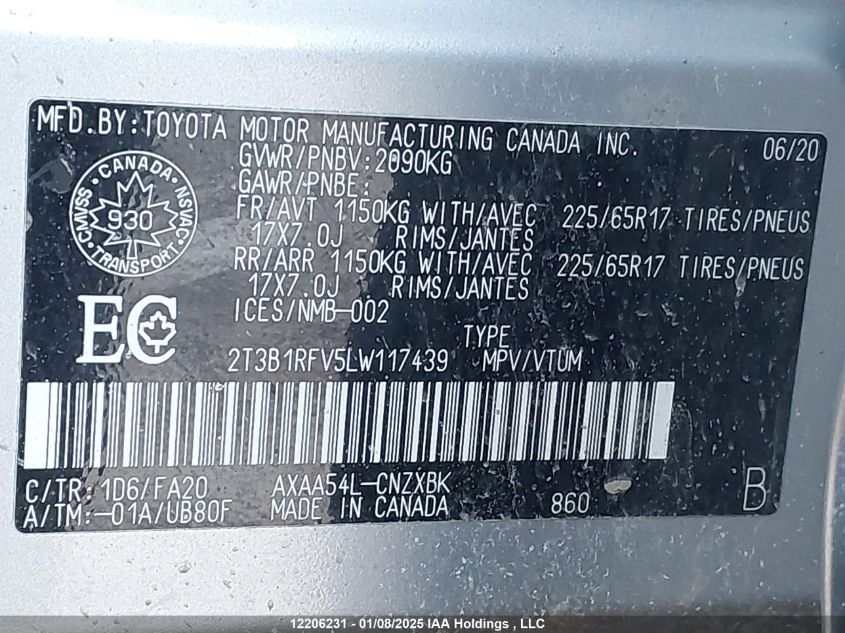 MFD.BY:TOYOTA MOTOR MANUFACTURING CANADA INC. 06/20
GVWR/PNBV:2090KG
GAWR/PNBE:
FR/AVT 1150KG WITH/AVEC 225/65R17 TIRES/PNEUS
17X7.0J RIMS/JANTES
RR/ARR 1150KG WITH/AVEC 225/65R17 TIRES/PNEUS
17X7.0J RIMS/JANTES
ICES/NMB-002
CANADA
CMVSS
930
NSVAC
TRANSPORT
EC
TYPE
2T3B1RFV5LW117439 MPV/VTUM
C/TR:1D6/FA20 AXAA54L-CNZXBK
A/TM:-01A/UB80F MADE IN CANADA 860 B
12206231 - 01/08/2025 IAA Holdings , LLC